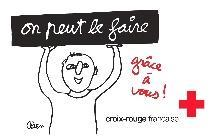 on peut le faire
grâce
à
vous!
croix-rouge française